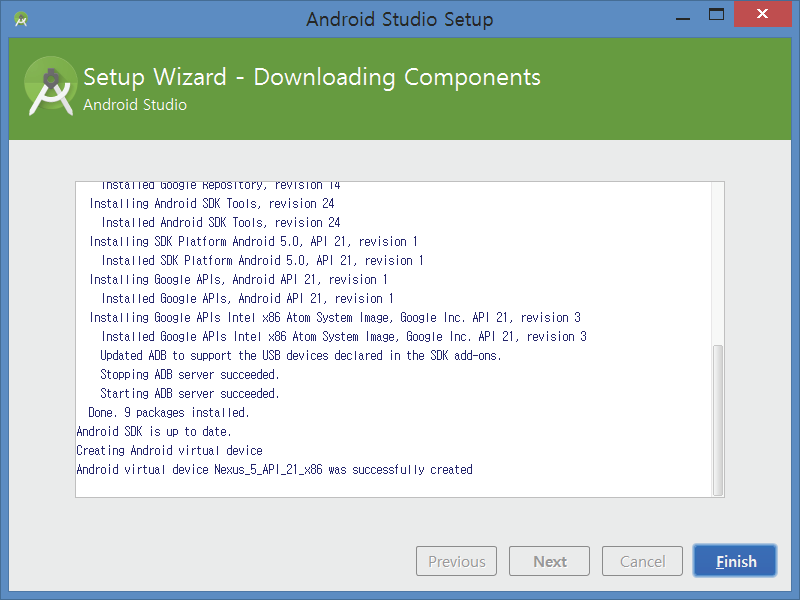 Android Studio Setup
Setup Wizard - Downloading Components
Android Studio
Installed Google Repository, revision 14
Installing Android SDK Tools, revision 24
Installed Android SDK Tools, revision 24
Installing SDK Platform Android 5.0, API 21, revision 1
Installed SDK Platform Android 5.0, API 21, revision 1
Installing Google APIs, Android API 21, revision 1
Installed Google APIs, Android API 21, revision 1
Installing Google APIs Intel x86 Atom System Image, Google Inc. API 21, revision 3
Installed Google APIs Intel x86 Atom System Image, Google Inc. API 21, revision 3
Updated ADB to support the USB devices declared in the SDK add-ons.
Stopping ADB server succeeded.
Starting ADB server succeeded.
Done. 9 packages installed.
Android SDK is up to date.
Creating Android virtual device
Android virtual device Nexus_5_API_21_x86 was successfully created
Previous Next Cancel Finish